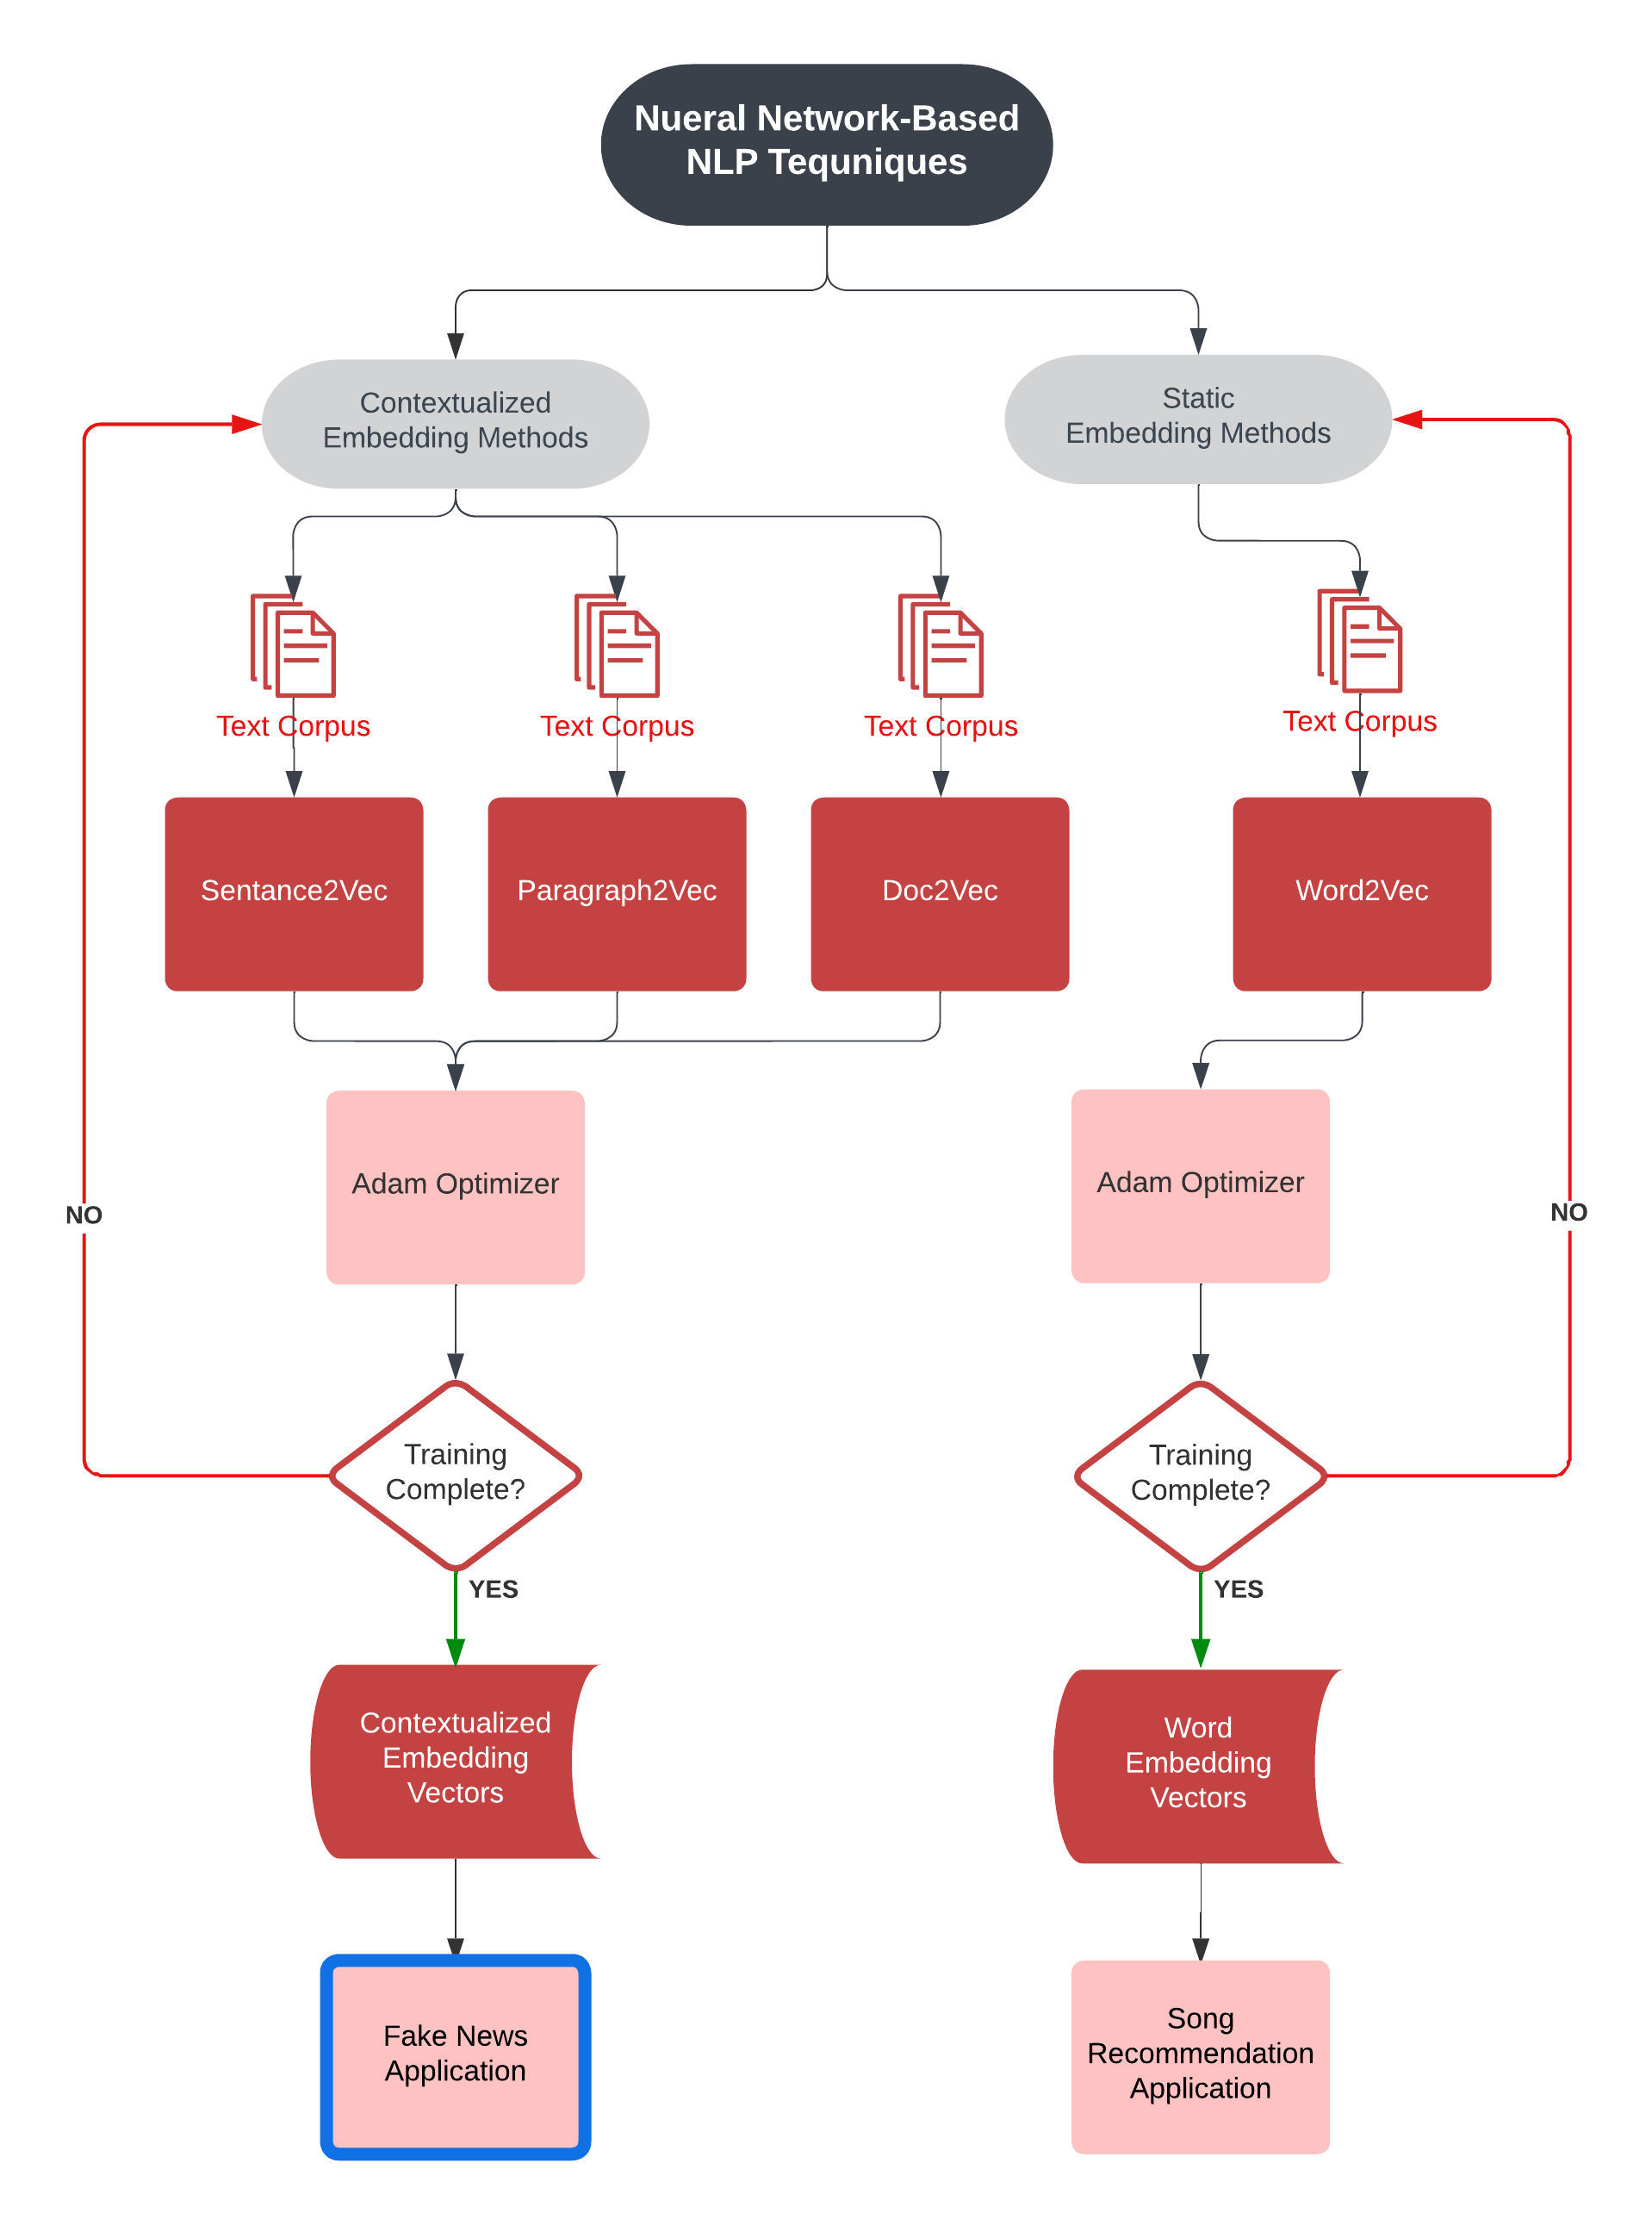 Nueral Network-Based
NLP Tequniques
Contextualized
Embedding Methods
Static
Embedding Methods
Text Corpus
Text Corpus
Text Corpus
Text Corpus
Sentance2Vec
Paragraph2Vec
Doc2Vec
Word2Vec
Adam Optimizer
Adam Optimizer
NO
NO
Training
Complete?
Training
Complete?
YES
YES
Contextualized
Embedding
Vectors
Word
Embedding
Vectors
Fake News
Application
Song
Recommendation
Application